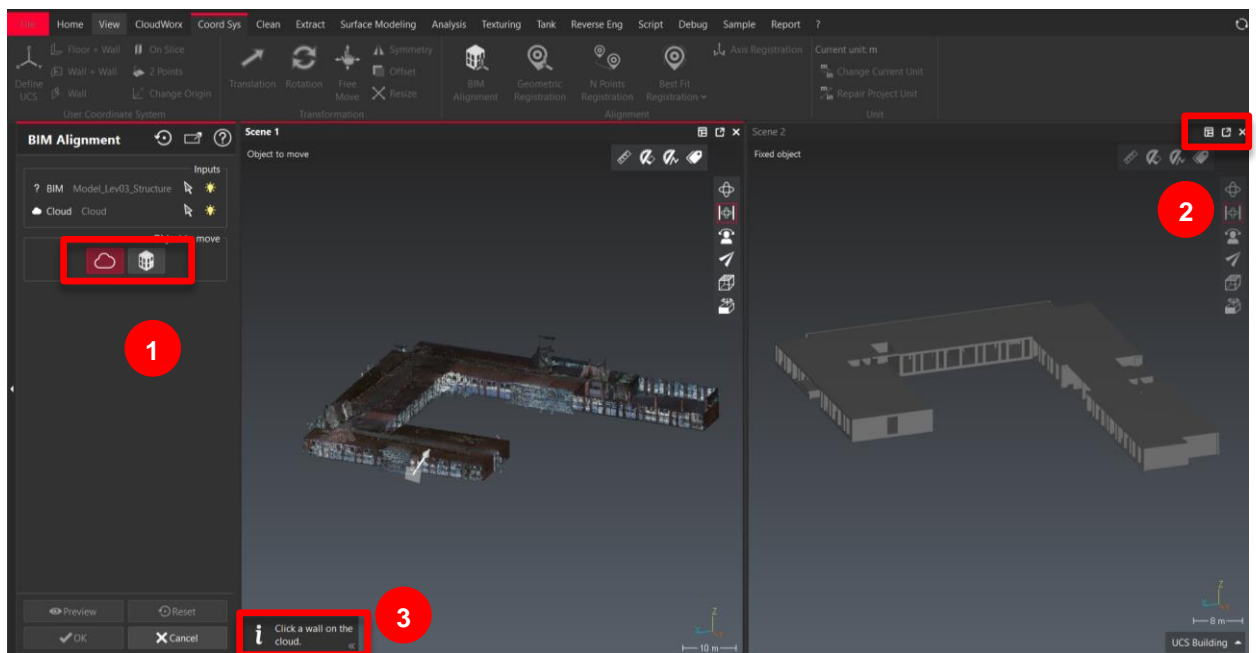 File Home View CloudWorx Coord Sys Clean Extract Surface Modeling Analysis Texturing Tank Reverse Eng Script Debug Sample Report ?
Define UCS
Floor + Wall
Wall + Wall
Wall
On Slice
2 Points
Change Origin
User Coordinate System
Translation
Rotation
Free Move
Symmetry
Offset
Resize
Transformation
BIM Alignment
Geometric Registration
N Points Registration
Best Fit Registration
Axis Registration
Alignment
Current unit: m
Change Current Unit
Repair Project Unit
Unit
BIM Alignment
Inputs
? BIM Model_Lev03_Structure
Cloud Cloud
move
1
Preview
Reset
OK
Cancel
Scene 1
Object to move
i Click a wall on the
cloud.
3
Z
10 m
Scene 2
Fixed object
2
Z
8 m
UCS Building